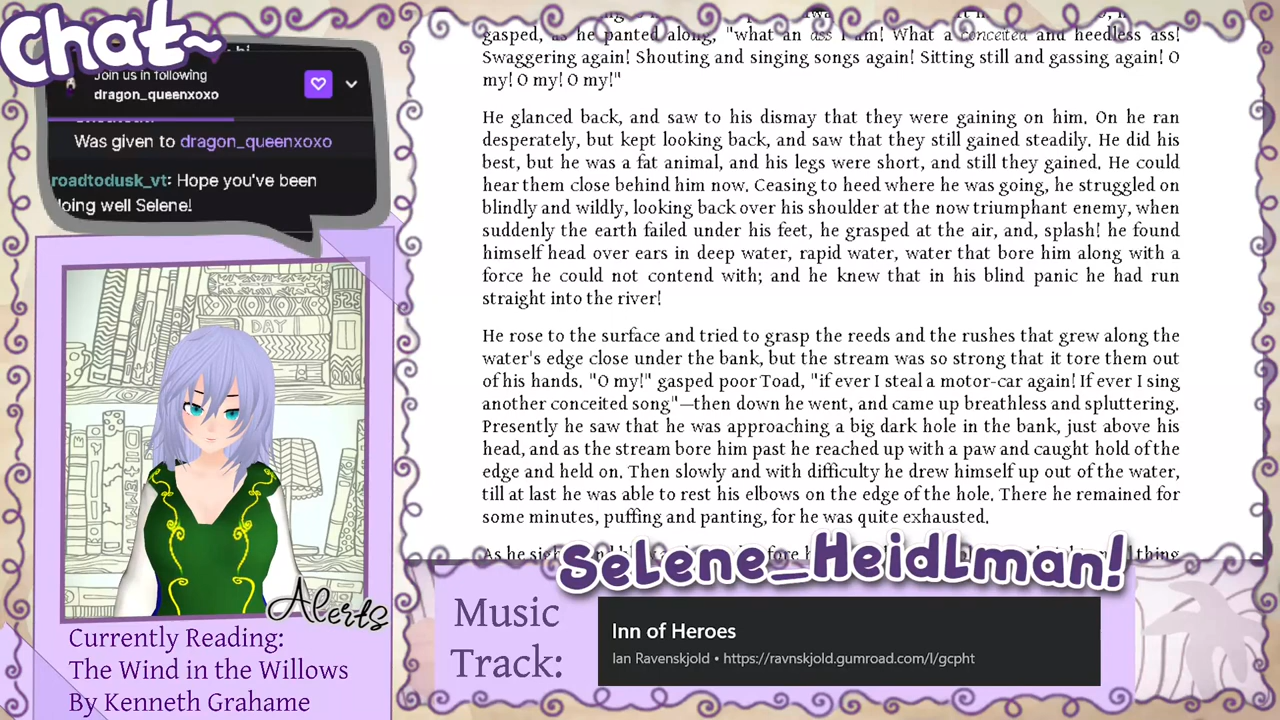 Chat~
Join us in following
dragon_queenxoxo
Was given to dragon_queenxoxo
roadtodusk_vt: Hope you've been
doing well Selene!
DAY
Alerts
Currently Reading:
The Wind in the Willows
By Kenneth Grahame
gasped, as he panted along, "what an ass I am! What a conceited and heedless ass!
Swaggering again! Shouting and singing songs again! Sitting still and gassing again! O
my! O my! O my!"
He glanced back, and saw to his dismay that they were gaining on him. On he ran
desperately, but kept looking back, and saw that they still gained steadily. He did his
best, but he was a fat animal, and his legs were short, and still they gained. He could
hear them close behind him now. Ceasing to heed where he was going, he struggled on
blindly and wildly, looking back over his shoulder at the now triumphant enemy, when
suddenly the earth failed under his feet, he grasped at the air, and, splash! he found
himself head over ears in deep water, rapid water, water that bore him along with a
force he could not contend with; and he knew that in his blind panic he had run
straight into the river!
He rose to the surface and tried to grasp the reeds and the rushes that grew along the
water's edge close under the bank, but the stream was so strong that it tore them out
of his hands. "O my!" gasped poor Toad, "if ever I steal a motor-car again! If ever I sing
another conceited song"—then down he went, and came up breathless and spluttering.
Presently he saw that he was approaching a big dark hole in the bank, just above his
head, and as the stream bore him past he reached up with a paw and caught hold of the
edge and held on. Then slowly and with difficulty he drew himself up out of the water,
till at last he was able to rest his elbows on the edge of the hole. There he remained for
some minutes, puffing and panting, for he was quite exhausted.
As he
thing
Selene_Heidlman!
Music
Track:
Inn of Heroes
Ian Ravenskjold • https://ravnskjold.gumroad.com/l/gcpht